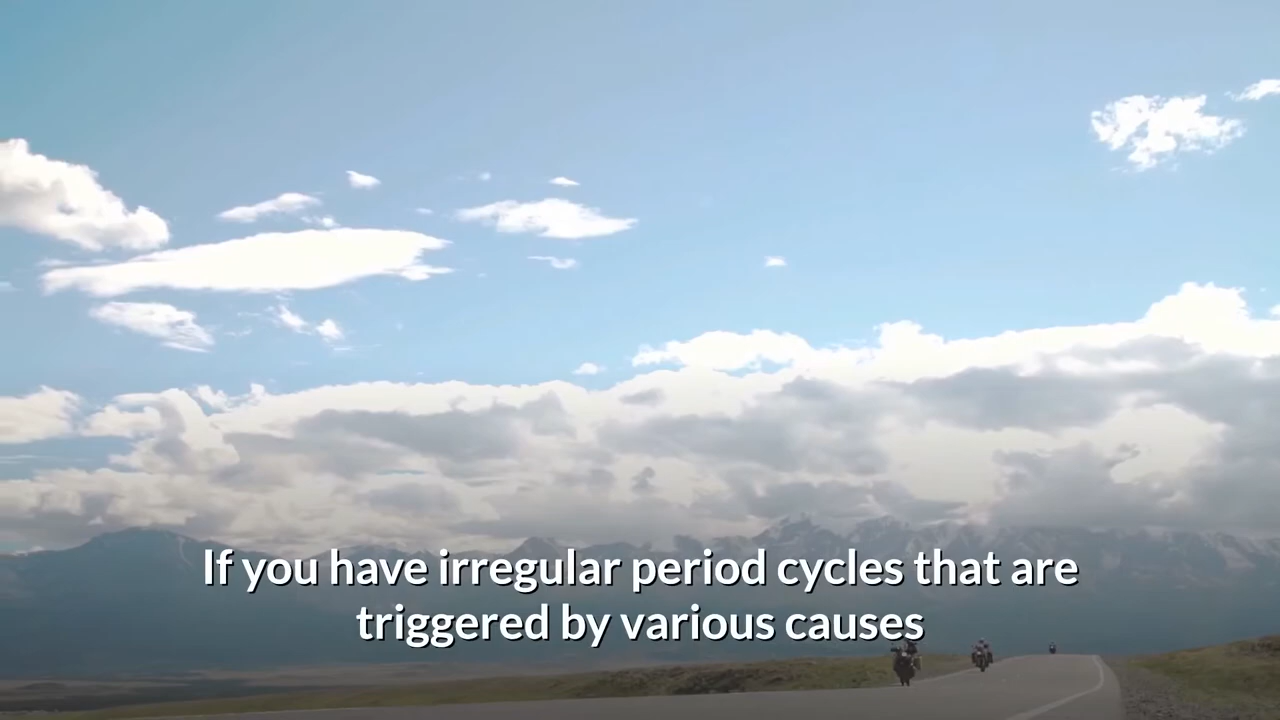 If you have irregular period cycles that are
triggered by various causes